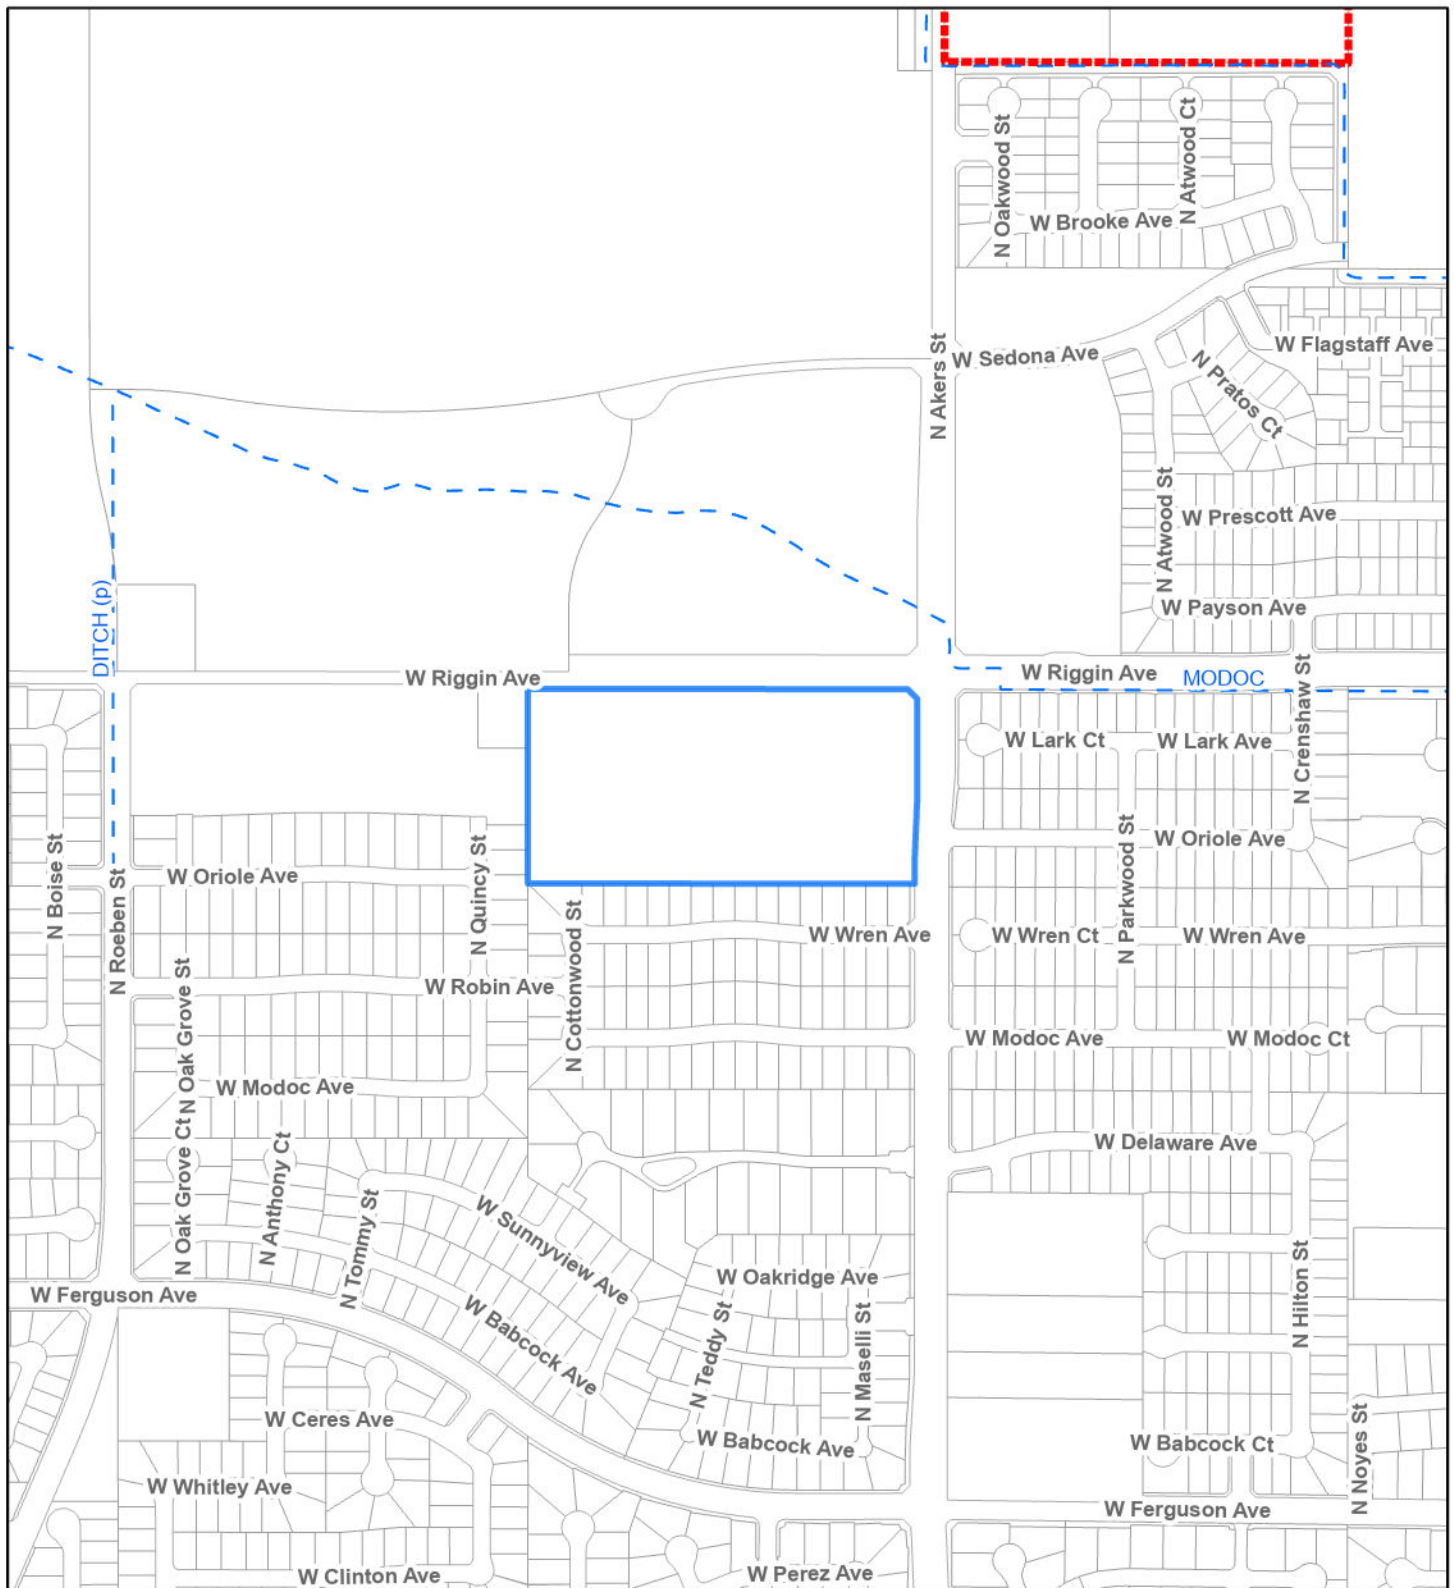 N Oakwood St
N Atwood Ct
W Brooke Ave
N Akers St
W Sedona Ave
W Flagstaff Ave
N Pratos Ct
N Atwood St
W Prescott Ave
DITCH (p)
W Payson Ave
W Riggin Ave
W Riggin Ave
MODOC
N Crenshaw St
W Lark Ct
W Lark Ave
N Boise St
N Roeben St
W Oriole Ave
N Quincy St
N Parkwood St
W Oriole Ave
N Cottonwood St
W Wren Ave
W Wren Ct
W Wren Ave
N Oak Grove St
W Robin Ave
W Modoc Ave
W Modoc Ct
W Modoc Ave
N Oak Grove Ct
N Anthony Ct
N Tommy St
W Delaware Ave
W Sunnyview Ave
W Oakridge Ave
N Hilton St
W Ferguson Ave
W Babcock Ave
N Teddy St
N Maselli St
W Ceres Ave
W Babcock Ave
W Babcock Ct
N Noyes St
W Whitley Ave
W Ferguson Ave
W Clinton Ave
W Perez Ave